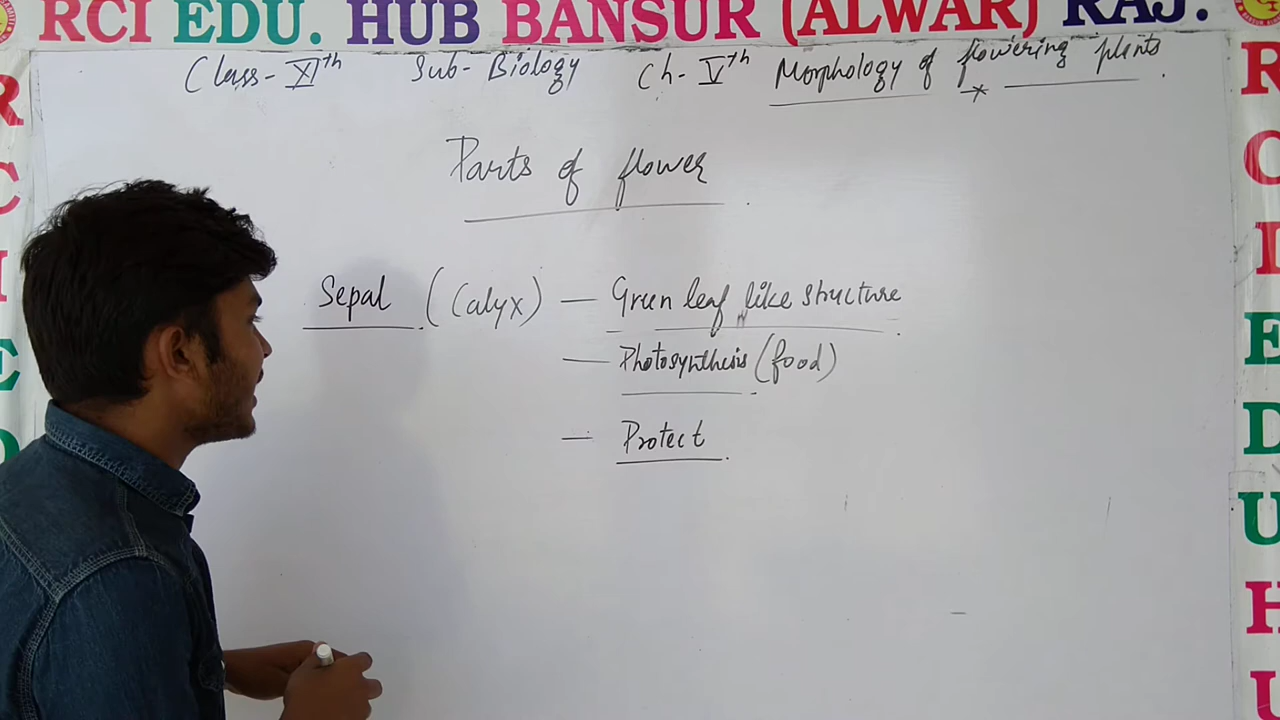 RCI EDU. HUB BANSUR (ALWAR) RAJ.
Class- XIth Sub- Biology Ch- Vth Morphology of flowering plants
Parts of flower
Sepal (Calyx) — Green leaf like structure
— Photosynthesis (food)
— Protect
R
C
I
E
D
R
C
I
E
D
U
H
U